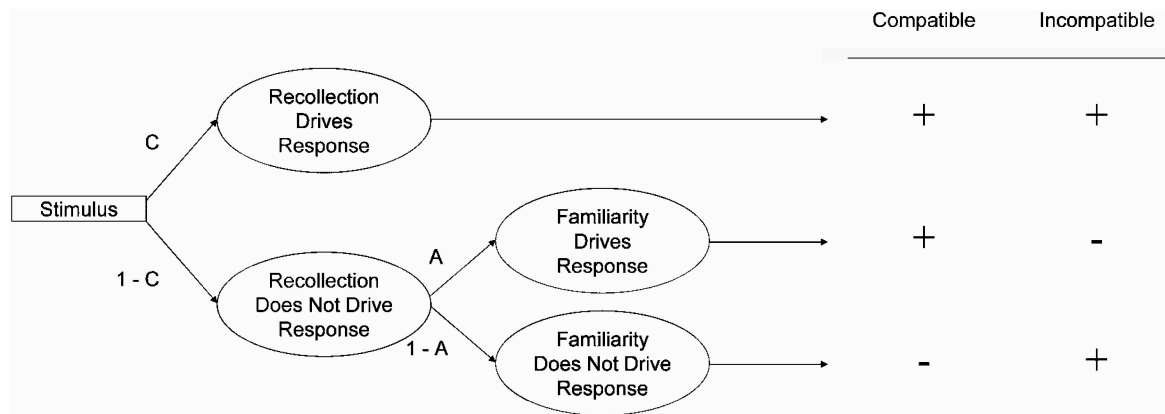 Compatible Incompatible
Recollection
Drives
Response
+ +
C
Stimulus
Familiarity
Drives
Response
+ -
A
1 - C
Recollection
Does Not Drive
Response
1 - A
Familiarity
Does Not Drive
Response
- +